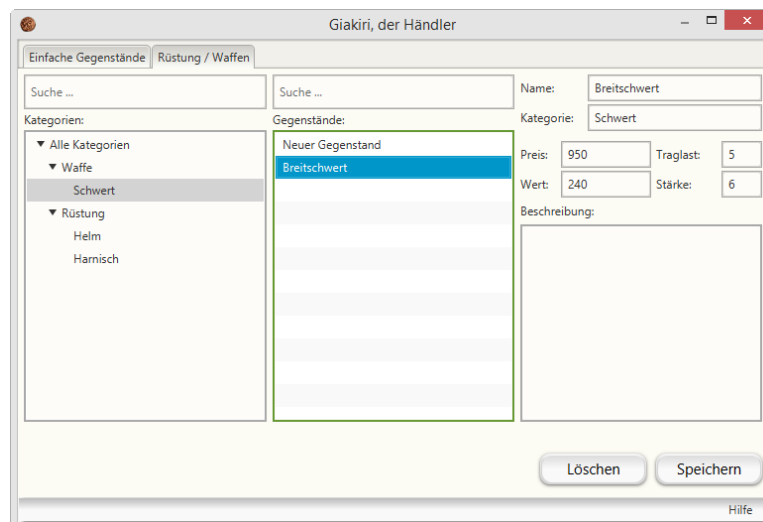 Giakiri, der Händler
Einfache Gegenstände
Rüstung / Waffen
Suche ...
Kategorien:
Alle Kategorien
Waffe
Schwert
Rüstung
Helm
Harnisch
Suche ...
Gegenstände:
Neuer Gegenstand
Breitschwert
Name: Breitschwert
Kategorie: Schwert
Preis: 950 Traglast: 5
Wert: 240 Stärke: 6
Beschreibung:
Löschen Speichern
Hilfe